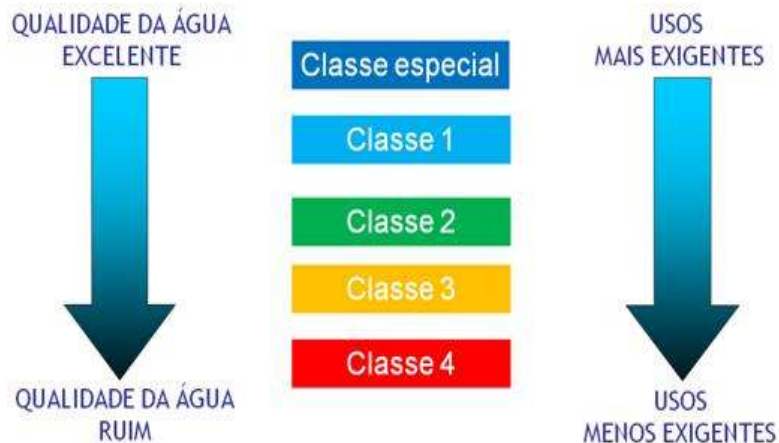 QUALIDADE DA ÁGUA
EXCELENTE
Classe especial
USOS
MAIS EXIGENTES
Classe 1
Classe 2
Classe 3
Classe 4
QUALIDADE DA ÁGUA
RUIM
USOS
MENOS EXIGENTES